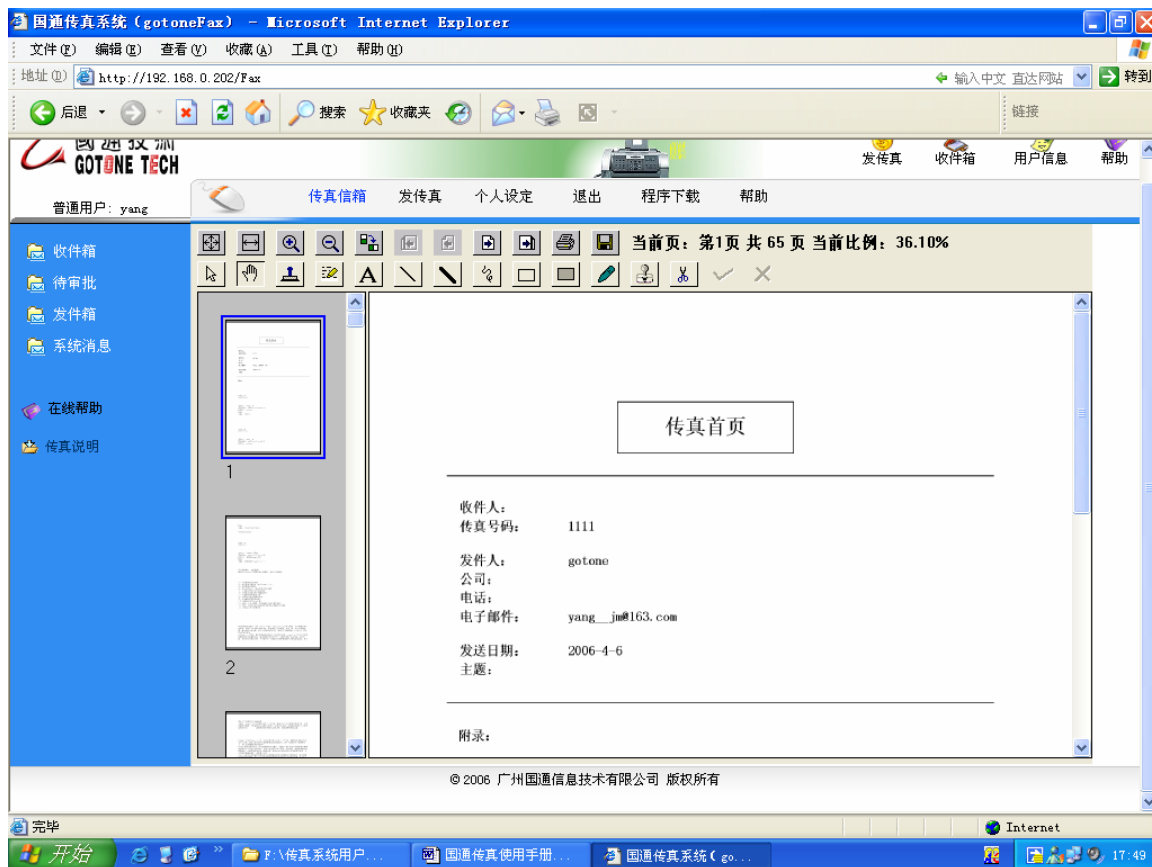 国通传真系统（gotoneFax） - Microsoft Internet Explorer
文件(F) 编辑(E) 查看(V) 收藏(A) 工具(T) 帮助(H)
地址(D) http://192.168.0.202/Fax 输入中文 直达网站 转到
后退 搜索 收藏夹 链接
GOTONE TECH 发传真 收件箱 用户信息 帮助
普通用户: yang 传真信箱 发传真 个人设定 退出 程序下载 帮助
收件箱
待审批
发件箱
系统消息
在线帮助
传真说明
当前页: 第1页 共 65 页 当前比例: 36.10%
A
1
2
传真首页
收件人:
传真号码: 1111
发件人: gotone
公司:
电话:
电子邮件: yang__jm@163.com
发送日期: 2006-4-6
主题:
附录:
© 2006 广州国通信息技术有限公司 版权所有
完毕 Internet
开始 F:\传真系统用户... 国通传真使用手册... 国通传真系统( go... 17:49